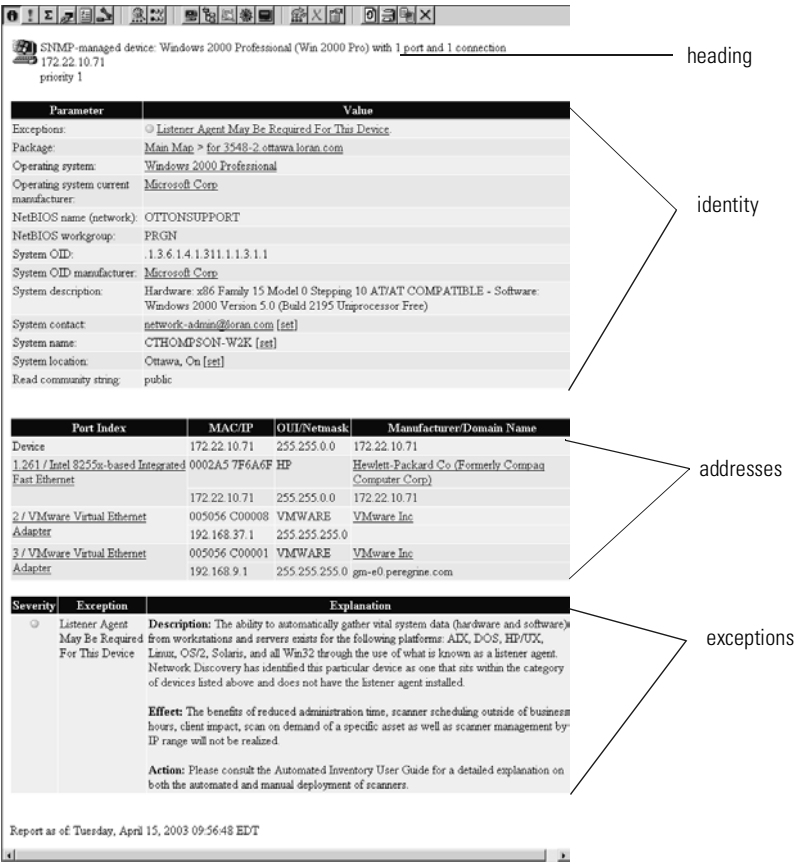 SNMP-managed device: Windows 2000 Professional (Win 2000 Pro) with 1 port and 1 connection
172.22.10.71
priority 1
heading
Parameter Value
Exceptions: Listener Agent May Be Required For This Device.
Package: Main Map > for 3548-2.ottawa.loran.com
Operating system: Windows 2000 Professional
Operating system current manufacturer: Microsoft Corp
NetBIOS name (network): OTTONSUPPORT
NetBIOS workgroup: PRGN
System OID: .1.3.6.1.4.1.311.1.1.3.1.1
System OID manufacturer: Microsoft Corp
System description: Hardware: x86 Family 15 Model 0 Stepping 10 AT/AT COMPATIBLE - Software:
Windows 2000 Version 5.0 (Build 2195 Uniprocessor Free)
System contact: network-admin@loran.com [set]
System name: CTHOMPSON-W2K [set]
System location: Ottawa, On [set]
Read community string: public
identity
Port Index MAC/IP OUI/Netmask Manufacturer/Domain Name
Device 172.22.10.71 255.255.0.0 172.22.10.71
1.261 / Intel 8255x-based Integrated 0002A5 7F6A6F HP Hewlett-Packard Co (Formerly Compaq
Fast Ethernet Computer Corp)
172.22.10.71 255.255.0.0 172.22.10.71
2 / VMware Virtual Ethernet 005056 C00008 VMWARE VMware Inc
Adapter 192.168.37.1 255.255.255.0
3 / VMware Virtual Ethernet 005056 C00001 VMWARE VMware Inc
Adapter 192.168.9.1 255.255.255.0 gm-e0.peregrine.com
addresses
Severity Exception Explanation
Listener Agent May Be Required For This Device
Description: The ability to automatically gather vital system data (hardware and software)
from workstations and servers exists for the following platforms: AIX, DOS, HP/UX,
Linux, OS/2, Solaris, and all Win32 through the use of what is known as a listener agent.
Network Discovery has identified this particular device as one that sits within the category
of devices listed above and does not have the listener agent installed.
Effect: The benefits of reduced administration time, scanner scheduling outside of business
hours, client impact, scan on demand of a specific asset as well as scanner management by
IP range will not be realized.
Action: Please consult the Automated Inventory User Guide for a detailed explanation on
both the automated and manual deployment of scanners.
exceptions
Report as of: Tuesday, April 15, 2003 09:56:48 EDT